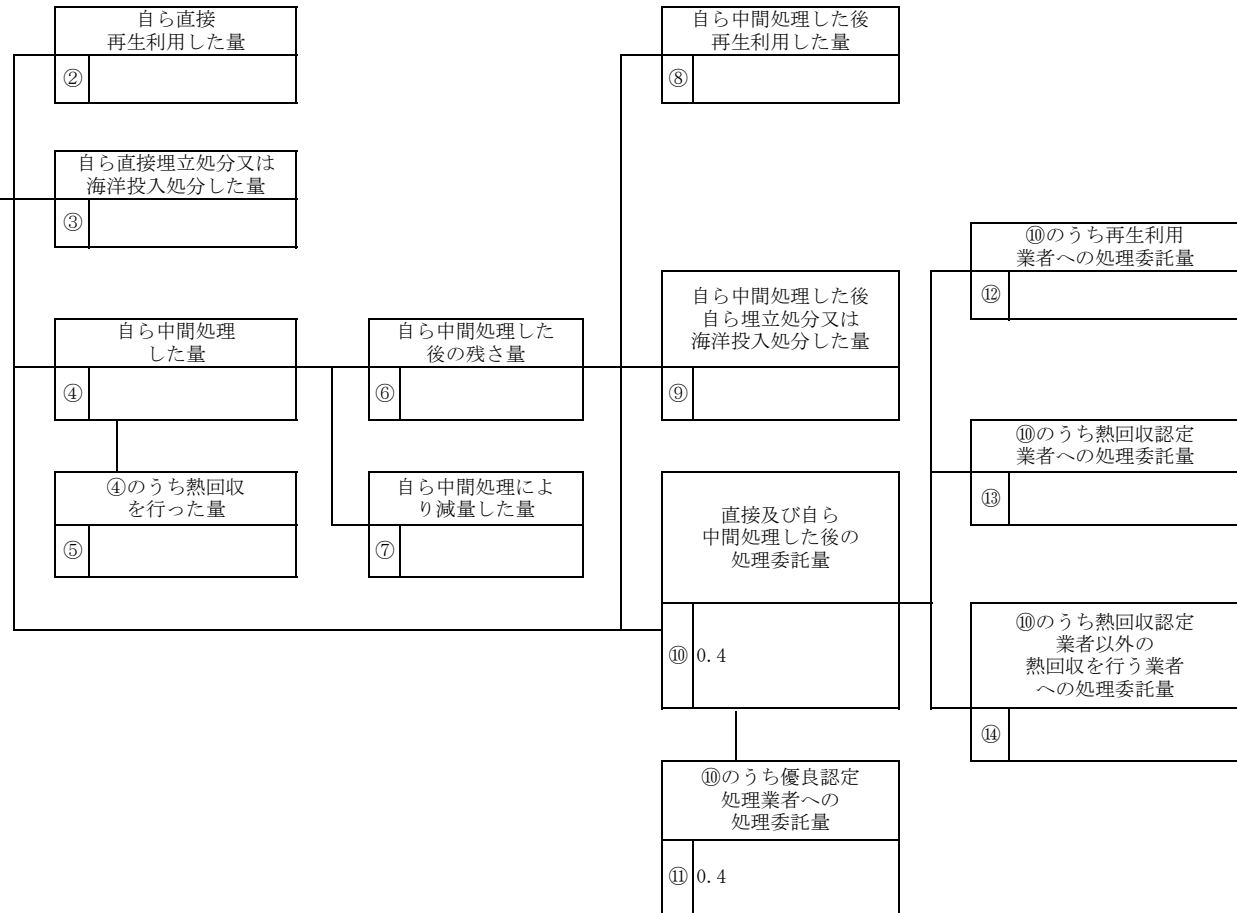 自ら直接
再生利用した量
②
自ら直接埋立処分又は
海洋投入処分した量
③
自ら中間処理
した量
④
④のうち熱回収
を行った量
⑤
自ら中間処理した
後の残さ量
⑥
自ら中間処理によ
り減量した量
⑦
自ら中間処理した後
再生利用した量
⑧
自ら中間処理した後
自ら埋立処分又は
海洋投入処分した量
⑨
直接及び自ら
中間処理した後の
処理委託量
⑩ 0.4
⑩のうち優良認定
処理業者への
処理委託量
⑪ 0.4
⑩のうち再生利用
業者への処理委託量
⑫
⑩のうち熱回収認定
業者への処理委託量
⑬
⑩のうち熱回収認定
業者以外の
熱回収を行う業者
への処理委託量
⑭